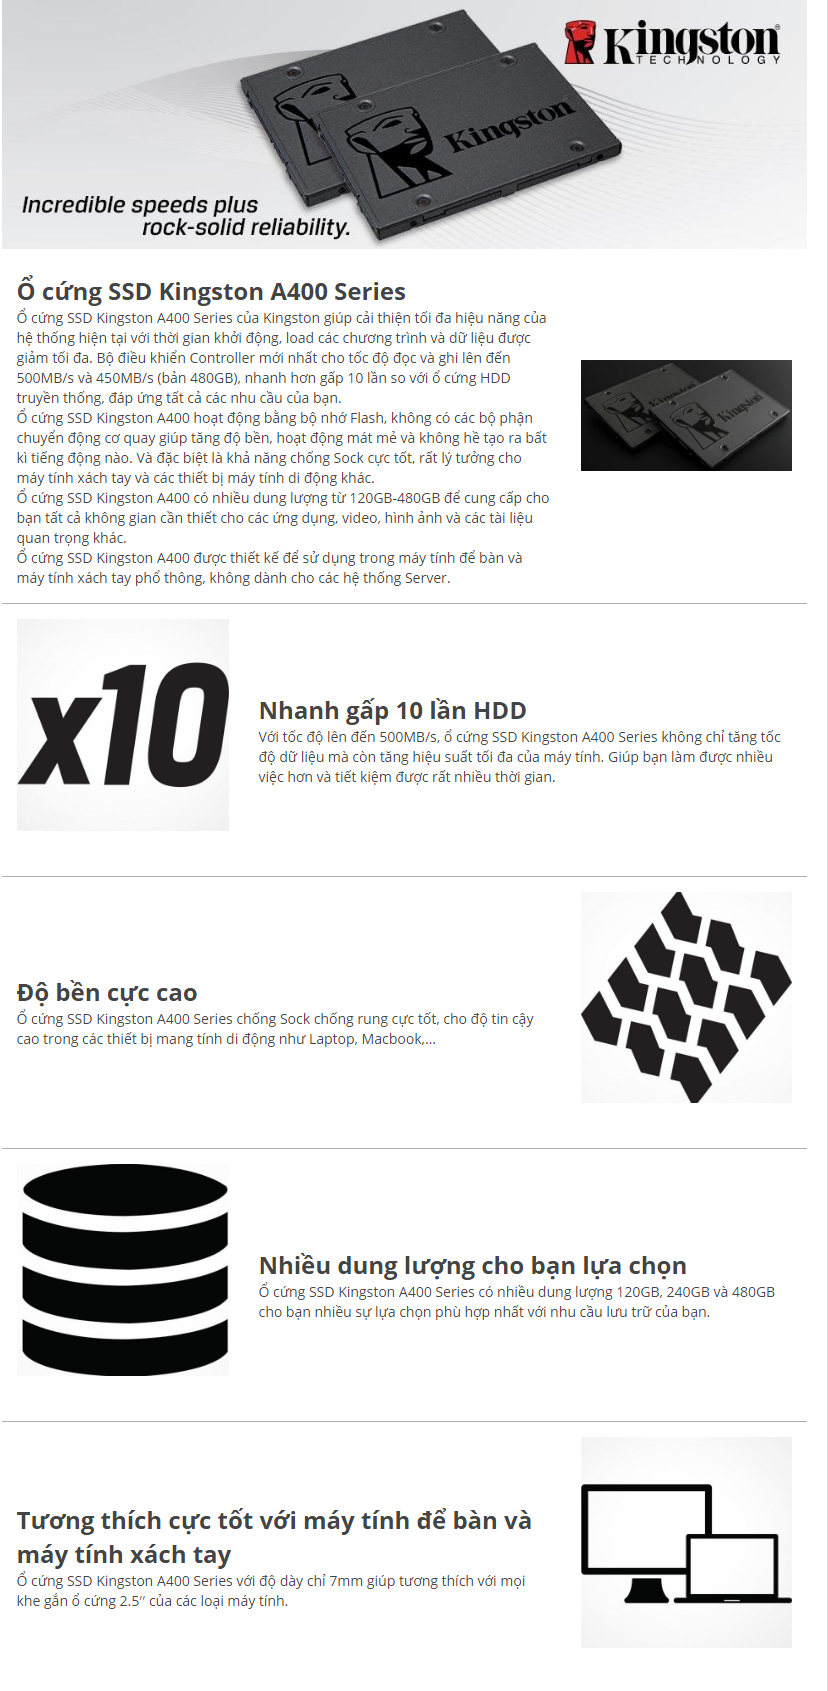 Kingston
TECHNOLOGY
Kingston
Incredible speeds plus
rock-solid reliability.
Ổ cứng SSD Kingston A400 Series
Ổ cứng SSD Kingston A400 Series của Kingston giúp cải thiện tối đa hiệu năng của
hệ thống hiện tại với thời gian khởi động, load các chương trình và dữ liệu được
giảm tối đa. Bộ điều khiển Controller mới nhất cho tốc độ đọc và ghi lên đến
500MB/s và 450MB/s (bản 480GB), nhanh hơn gấp 10 lần so với ổ cứng HDD
truyền thống, đáp ứng tất cả các nhu cầu của bạn.
Ổ cứng SSD Kingston A400 hoạt động bằng bộ nhớ Flash, không có các bộ phận
chuyển động cơ quay giúp tăng độ bền, hoạt động mát mẻ và không hề tạo ra bất
kì tiếng động nào. Và đặc biệt là khả năng chống Sock cực tốt, rất lý tưởng cho
máy tính xách tay và các thiết bị máy tính di động khác.
Ổ cứng SSD Kingston A400 có nhiều dung lượng từ 120GB-480GB để cung cấp cho
bạn tất cả không gian cần thiết cho các ứng dụng, video, hình ảnh và các tài liệu
quan trọng khác.
Ổ cứng SSD Kingston A400 được thiết kế để sử dụng trong máy tính để bàn và
máy tính xách tay phổ thông, không dành cho các hệ thống Server.
Kingston
x10
Nhanh gấp 10 lần HDD
Với tốc độ lên đến 500MB/s, ổ cứng SSD Kingston A400 Series không chỉ tăng tốc
độ dữ liệu mà còn tăng hiệu suất tối đa của máy tính. Giúp bạn làm được nhiều
việc hơn và tiết kiệm được rất nhiều thời gian.
Độ bền cực cao
Ổ cứng SSD Kingston A400 Series chống Sock chống rung cực tốt, cho độ tin cậy
cao trong các thiết bị mang tính di động như Laptop, Macbook,...
Nhiều dung lượng cho bạn lựa chọn
Ổ cứng SSD Kingston A400 Series có nhiều dung lượng 120GB, 240GB và 480GB
cho bạn nhiều sự lựa chọn phù hợp nhất với nhu cầu lưu trữ của bạn.
Tương thích cực tốt với máy tính để bàn và
máy tính xách tay
Ổ cứng SSD Kingston A400 Series với độ dày chỉ 7mm giúp tương thích với mọi
khe gắn ổ cứng 2.5″ của các loại máy tính.